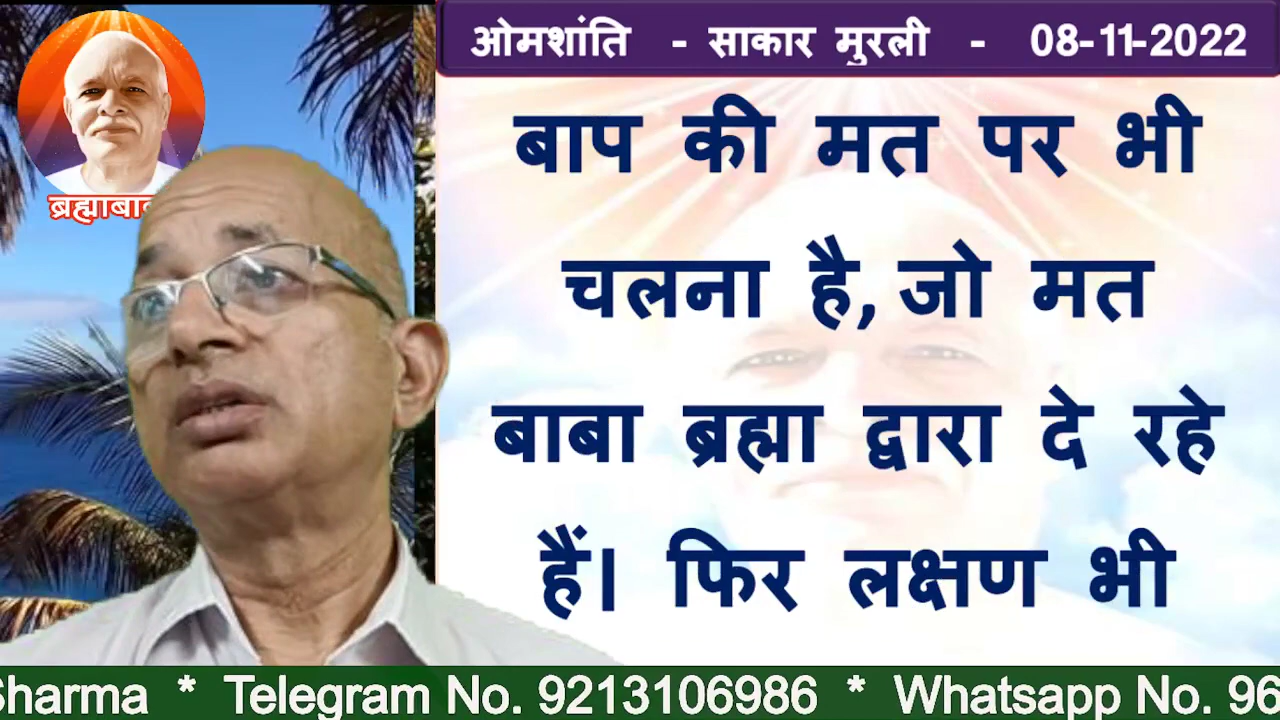 ओमशांति - साकार मुरली - 08-11-2022
बाप की मत पर भी
चलना है, जो मत
बाबा ब्रह्मा द्वारा दे रहे
हैं। फिर लक्षण भी
Sharma * Telegram No. 9213106986 * Whatsapp No. 96